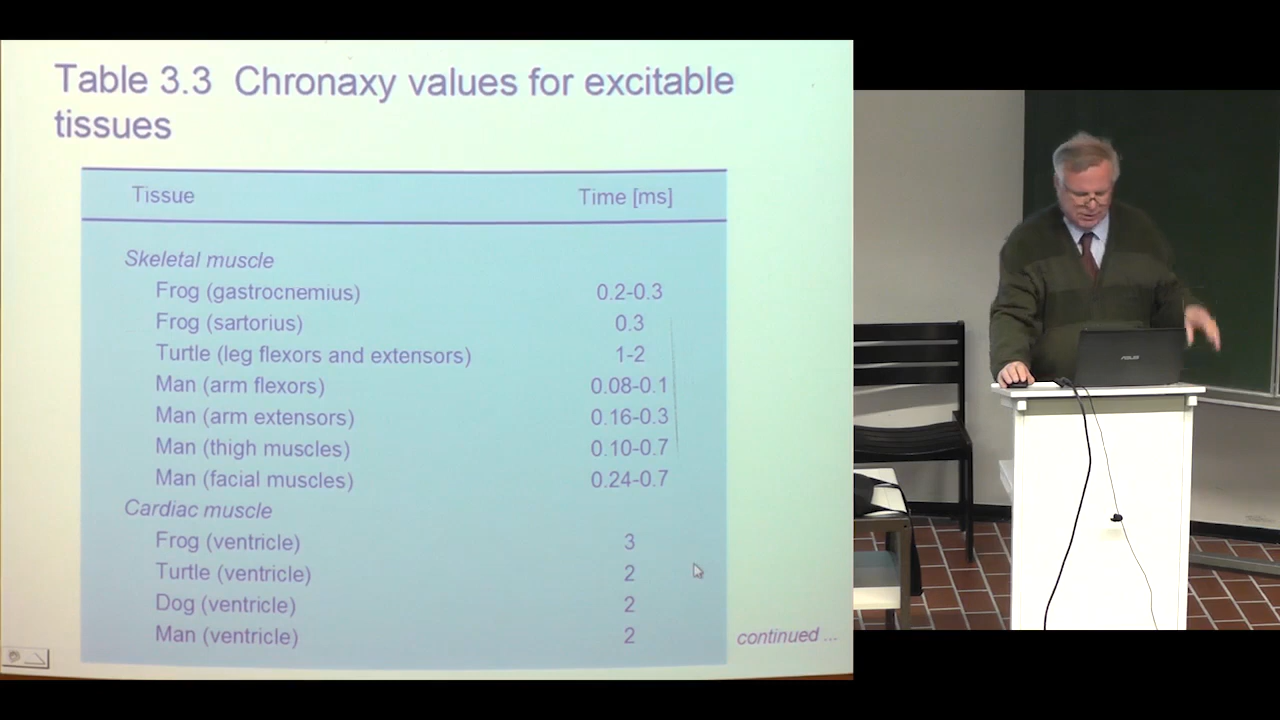 Table 3.3 Chronaxy values for excitable
tissues
Tissue Time [ms]
Skeletal muscle
Frog (gastrocnemius) 0.2-0.3
Frog (sartorius) 0.3
Turtle (leg flexors and extensors) 1-2
Man (arm flexors) 0.08-0.1
Man (arm extensors) 0.16-0.3
Man (thigh muscles) 0.10-0.7
Man (facial muscles) 0.24-0.7
Cardiac muscle
Frog (ventricle) 3
Turtle (ventricle) 2
Dog (ventricle) 2
Man (ventricle) 2
continued ...
ASUS